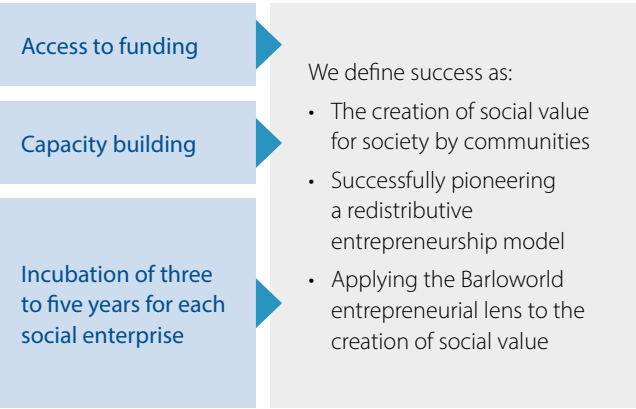 Access to funding
Capacity building
Incubation of three
to five years for each
social enterprise
We define success as:
• The creation of social value
for society by communities
• Successfully pioneering
a redistributive
entrepreneurship model
• Applying the Barloworld
entrepreneurial lens to the
creation of social value